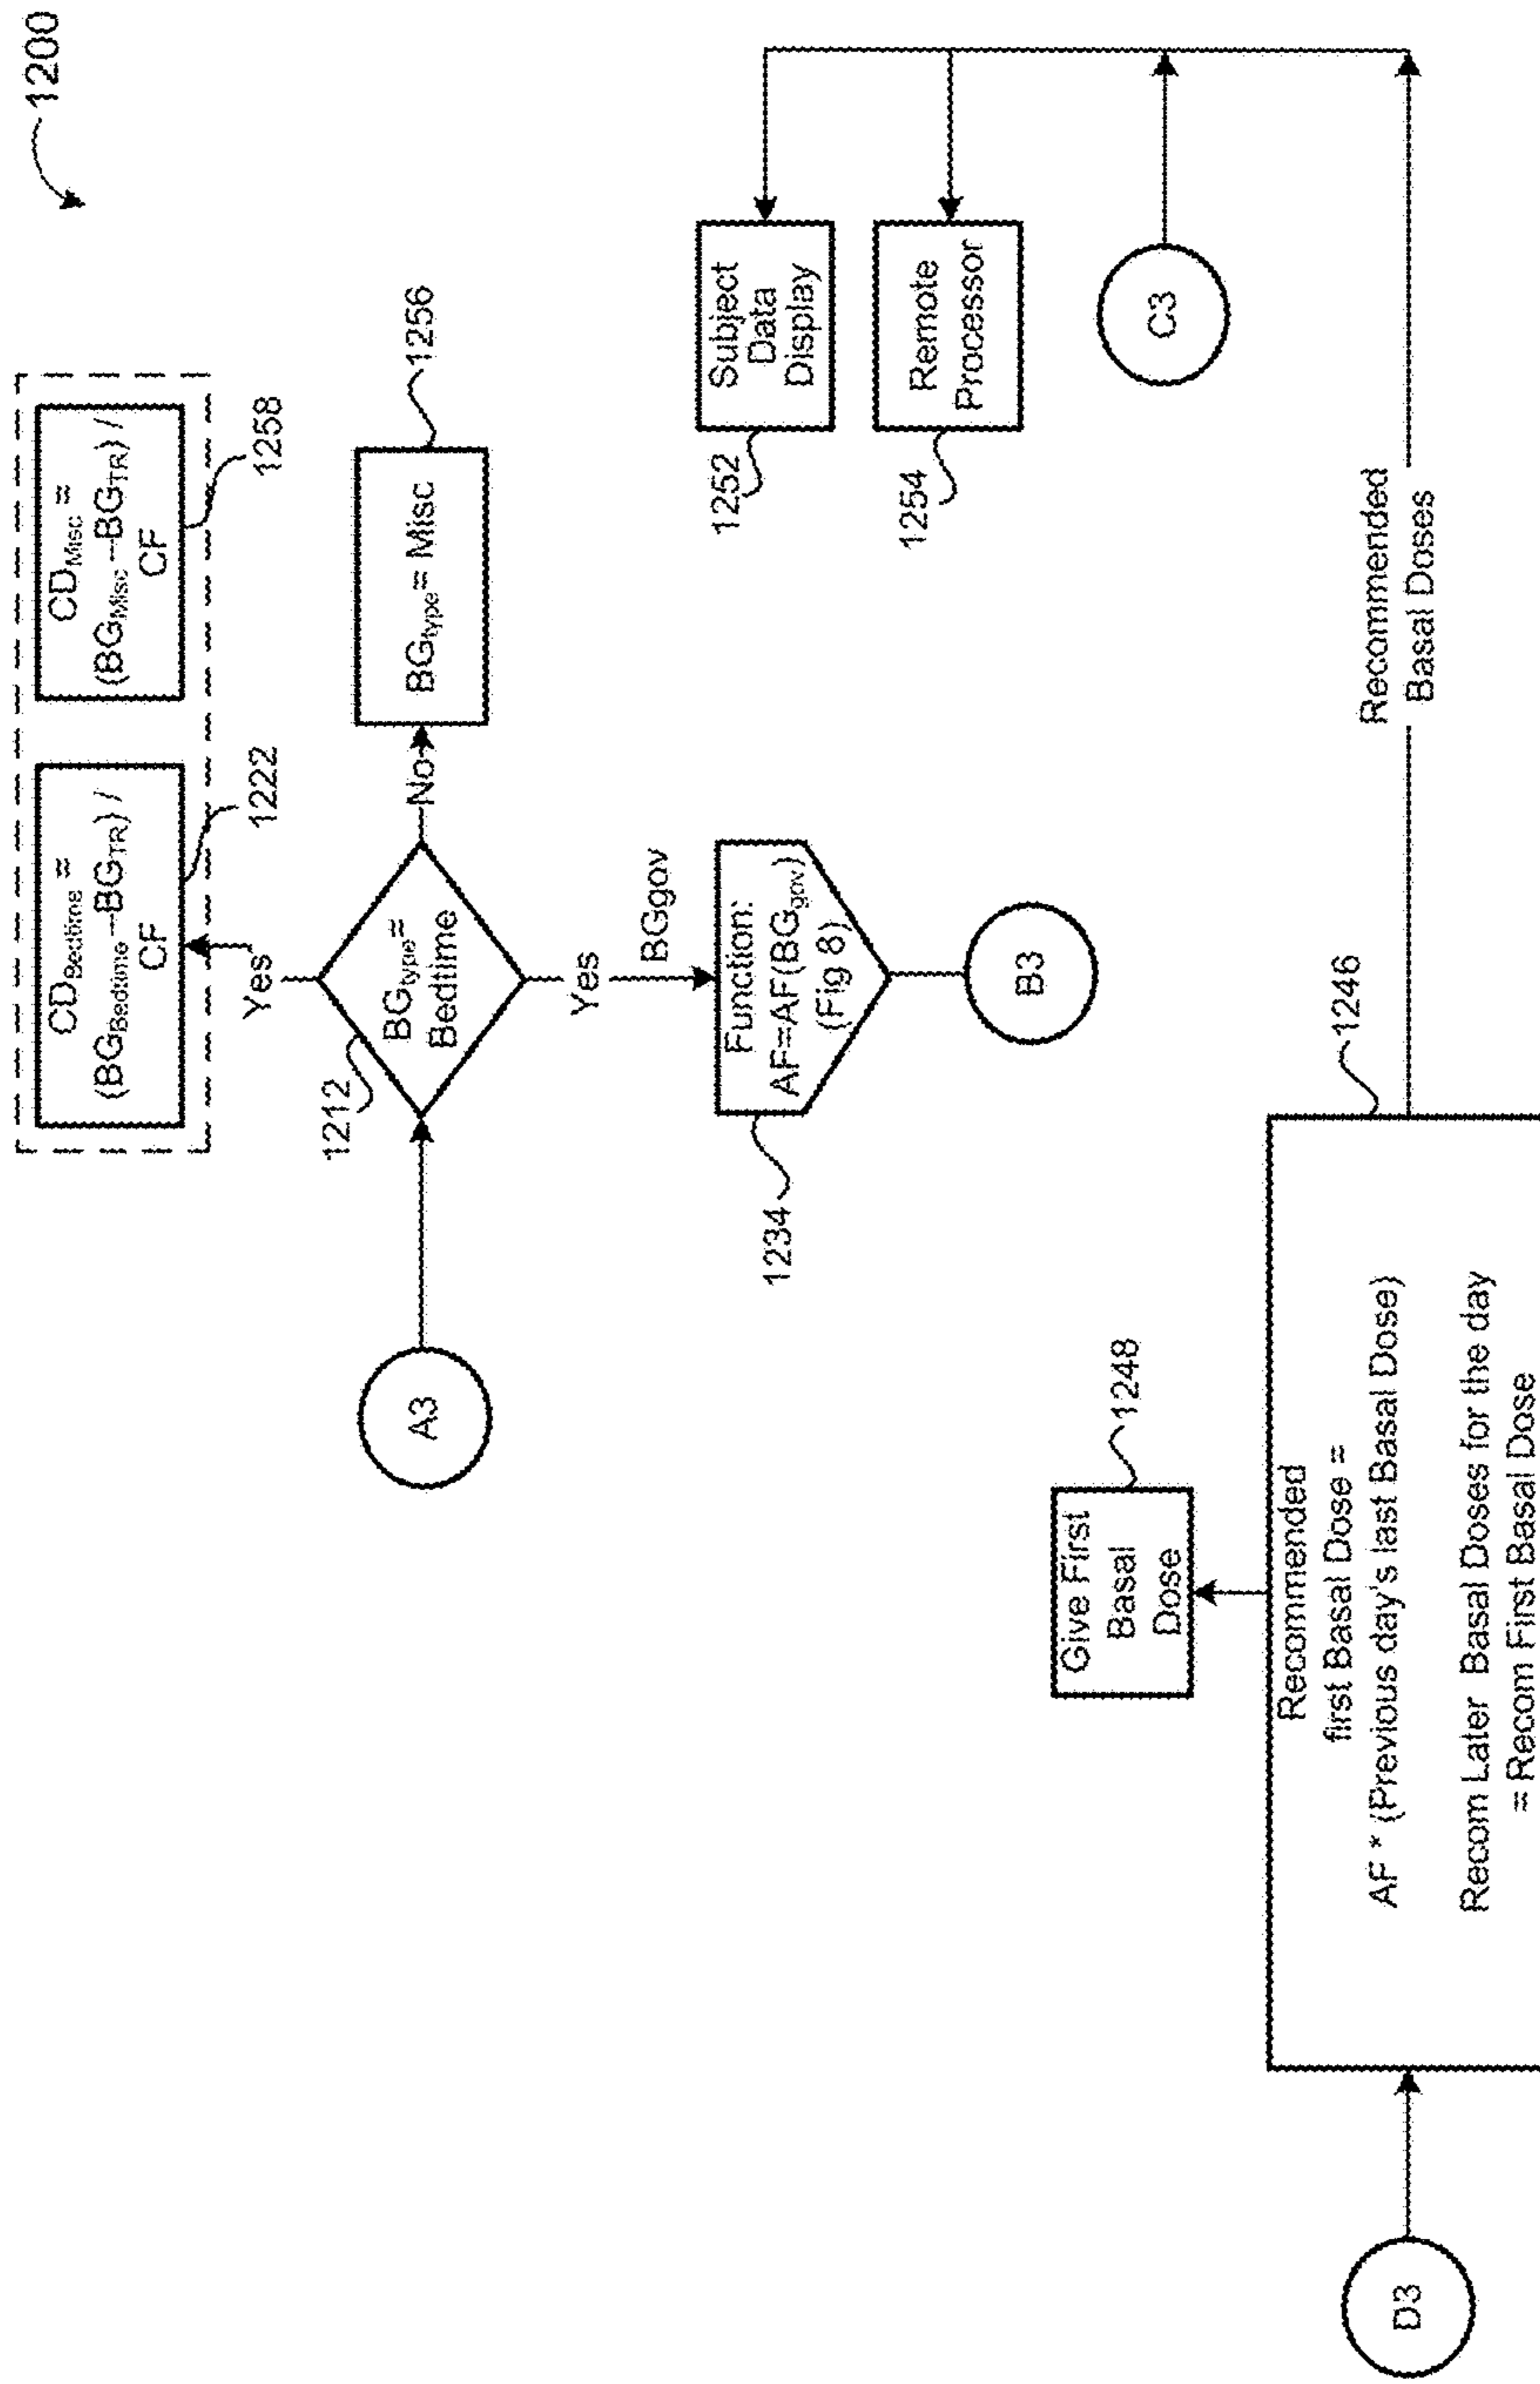 1200
CD_Bedtime =
(BG_Bedtime–BG_TR) /
CF
1222
CD_Misc =
(BG_Misc–BG_TR) /
CF
1258
Yes
A3
1212
BG_type=
Bedtime
No
BG_type= Misc
1256
Yes
BGgov
1234
Function:
AF=AF(BG_gov)
(Fig 8)
B3
1252
Subject
Data
Display
1254
Remote
Processor
C3
1248
Give First
Basal
Dose
D3
1246
Recommended
first Basal Dose =
AF * (Previous day's last Basal Dose)
Recom Later Basal Doses for the day
= Recom First Basal Dose
Recommended
Basal Doses